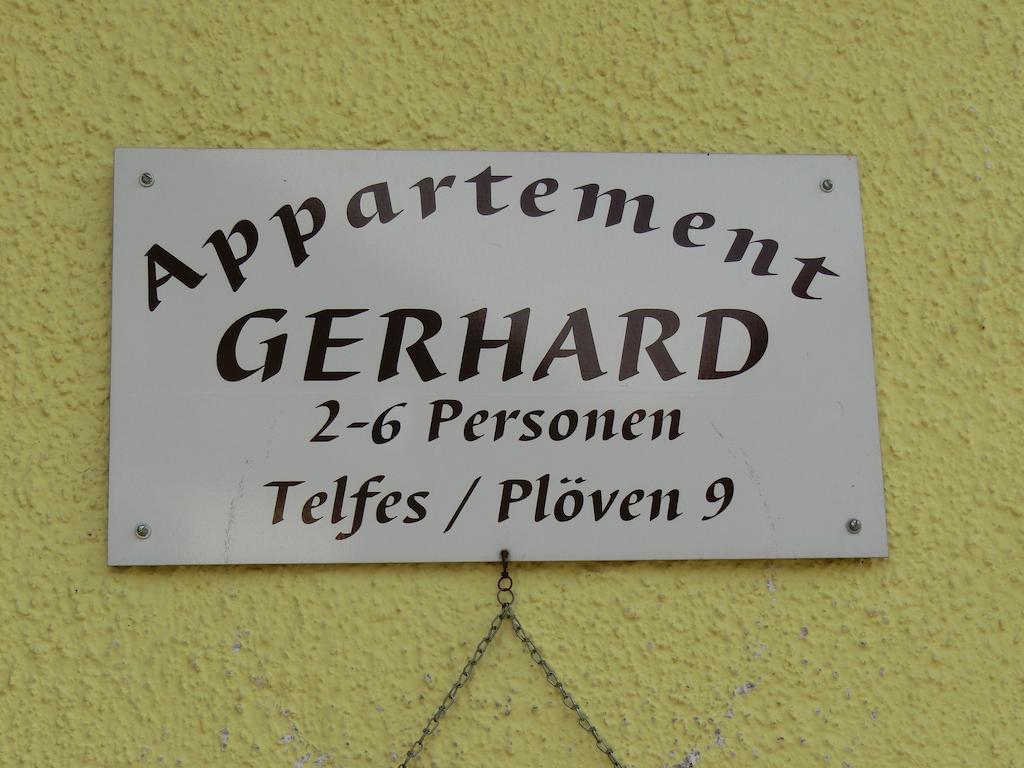 Appartement
GERHARD
2-6 Personen
Telfes / Plöven 9